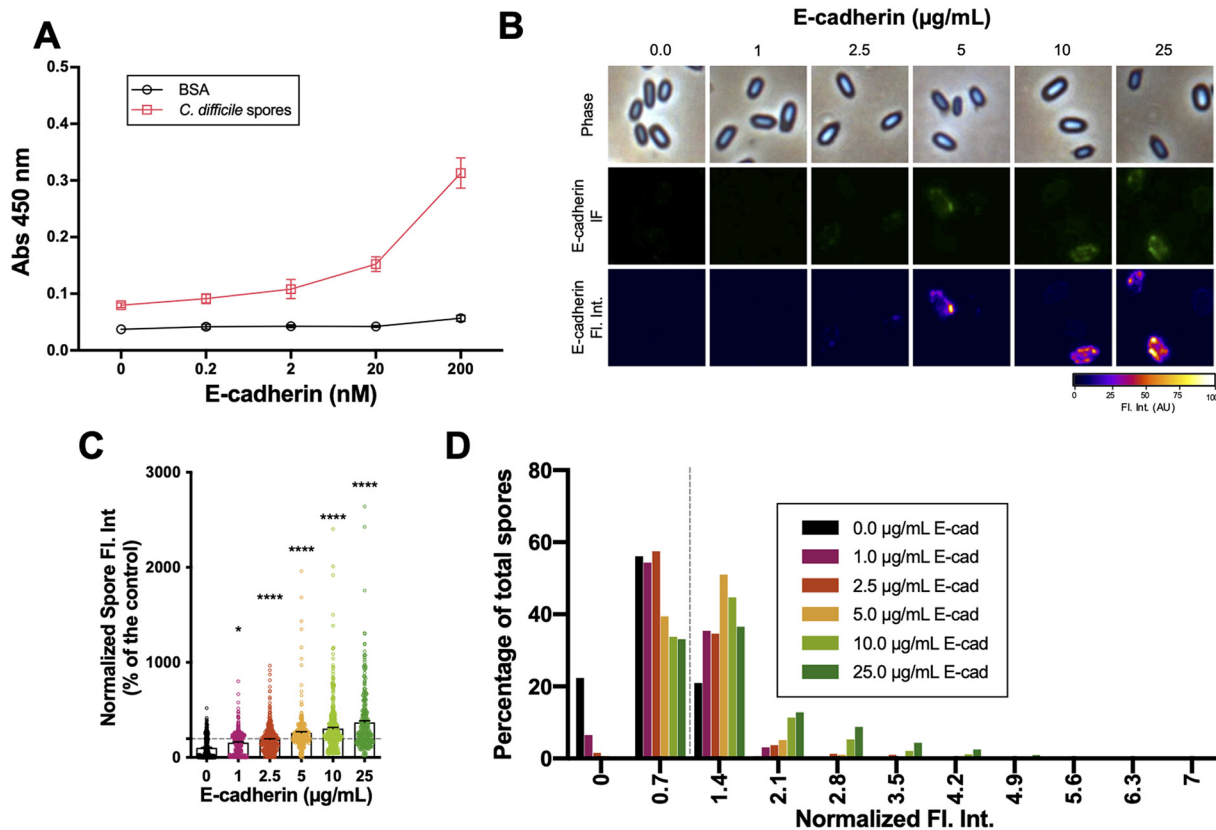 A
Abs 450 nm
0.5
0.4
0.3
0.2
0.1
0.0
BSA
C. difficile spores
0
0.2
2
20
200
E-cadherin (nM)
B
E-cadherin (µg/mL)
0.0
1
2.5
5
10
25
Phase
E-cadherin
IF
E-cadherin
Fl. Int.
0
25
50
75
100
Fl. Int. (AU)
C
Normalized Spore Fl. Int
(% of the control)
3000
2000
1000
0
*
****
****
****
****
0
1
2.5
5
10
25
E-cadherin (µg/mL)
D
Percentage of total spores
80
60
40
20
0
0.0 µg/mL E-cad
1.0 µg/mL E-cad
2.5 µg/mL E-cad
5.0 µg/mL E-cad
10.0 µg/mL E-cad
25.0 µg/mL E-cad
0
0.7
1.4
2.1
2.8
3.5
4.2
4.9
5.6
6.3
7
Normalized Fl. Int.